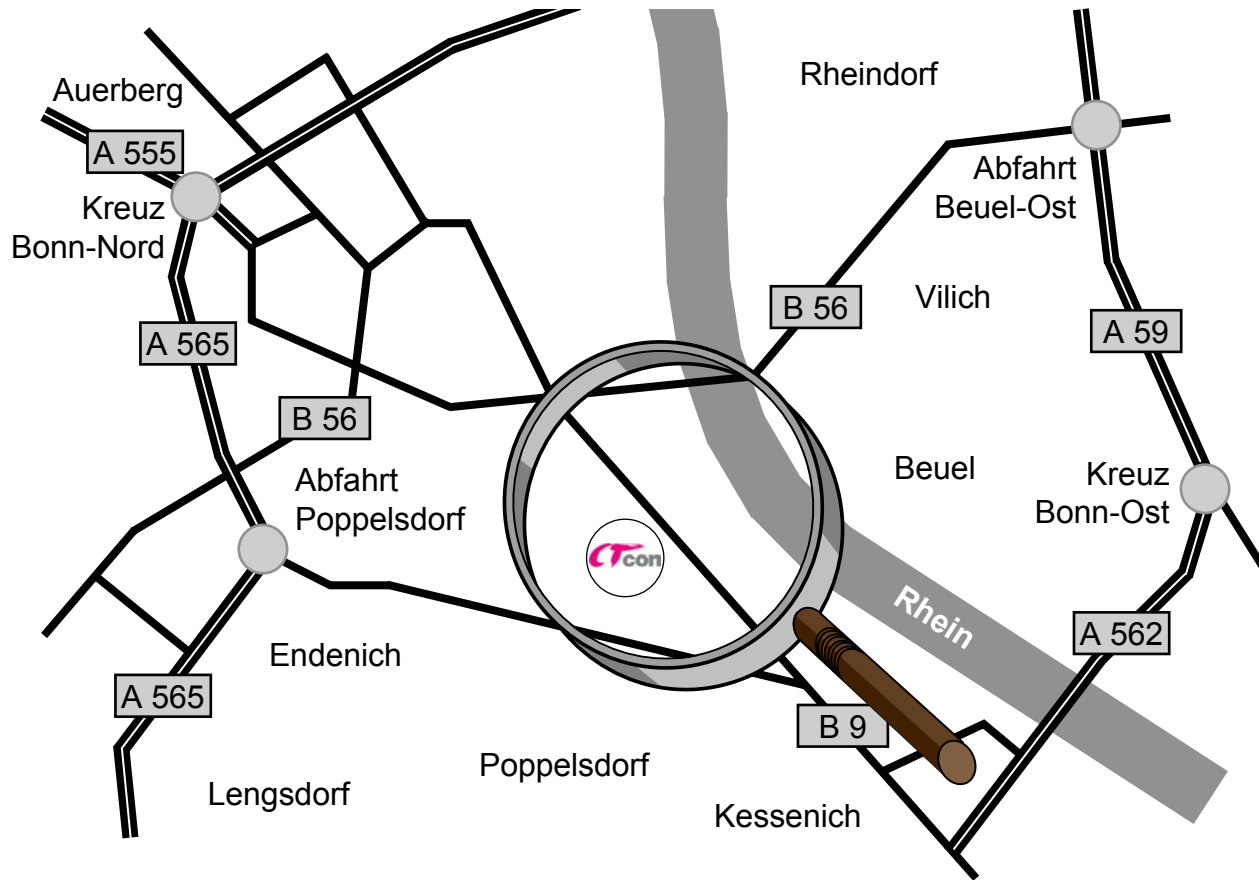 Rheindorf
Auerberg
A 555
Abfahrt
Beuel-Ost
Kreuz
Bonn-Nord
Vilich
B 56
A 59
A 565
B 56
Beuel
Abfahrt
Poppelsdorf
Kreuz
Bonn-Ost
CTcon
Rhein
A 562
Endenich
A 565
B 9
Poppelsdorf
Lengsdorf
Kessenich